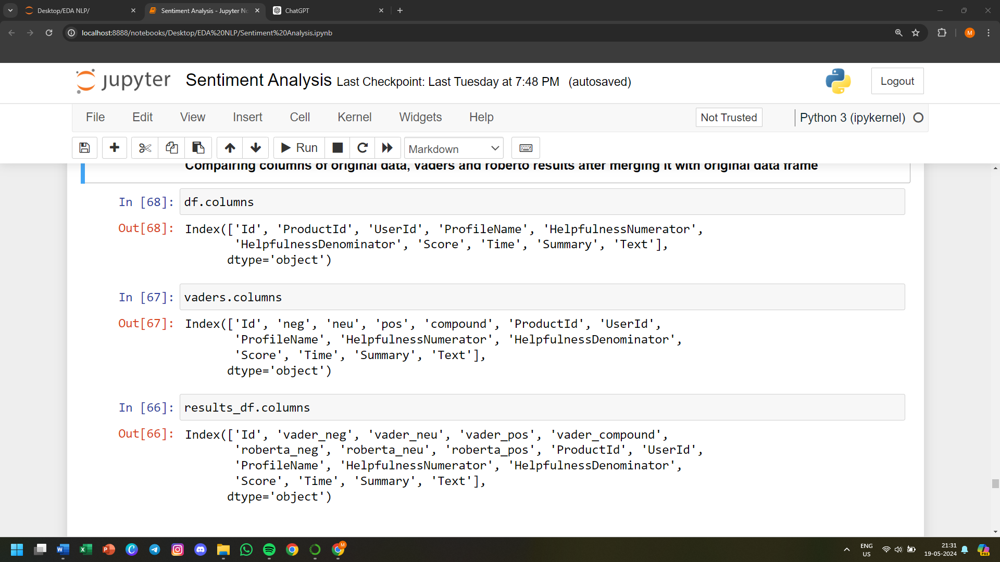 Desktop/EDA NLP/
Sentiment Analysis - Jupyter No
ChatGPT
localhost:8888/notebooks/Desktop/EDA%20NLP/Sentiment%20Analysis.ipynb
M
jupyter
Sentiment Analysis Last Checkpoint: Last Tuesday at 7:48 PM (autosaved)
Logout
File Edit View Insert Cell Kernel Widgets Help
Not Trusted
Python 3 (ipykernel)
Run
Markdown
Compairing columns of original data, vaders and roberto results after merging it with original data frame
In [68]: df.columns
Out[68]: Index(['Id', 'ProductId', 'UserId', 'ProfileName', 'HelpfulnessNumerator',
'HelpfulnessDenominator', 'Score', 'Time', 'Summary', 'Text'],
dtype='object')
In [67]: vaders.columns
Out[67]: Index(['Id', 'neg', 'neu', 'pos', 'compound', 'ProductId', 'UserId',
'ProfileName', 'HelpfulnessNumerator', 'HelpfulnessDenominator',
'Score', 'Time', 'Summary', 'Text'],
dtype='object')
In [66]: results_df.columns
Out[66]: Index(['Id', 'vader_neg', 'vader_neu', 'vader_pos', 'vader_compound',
'roberta_neg', 'roberta_neu', 'roberta_pos', 'ProductId', 'UserId',
'ProfileName', 'HelpfulnessNumerator', 'HelpfulnessDenominator',
'Score', 'Time', 'Summary', 'Text'],
dtype='object')
ENG
US
21:31
19-05-2024
PRE